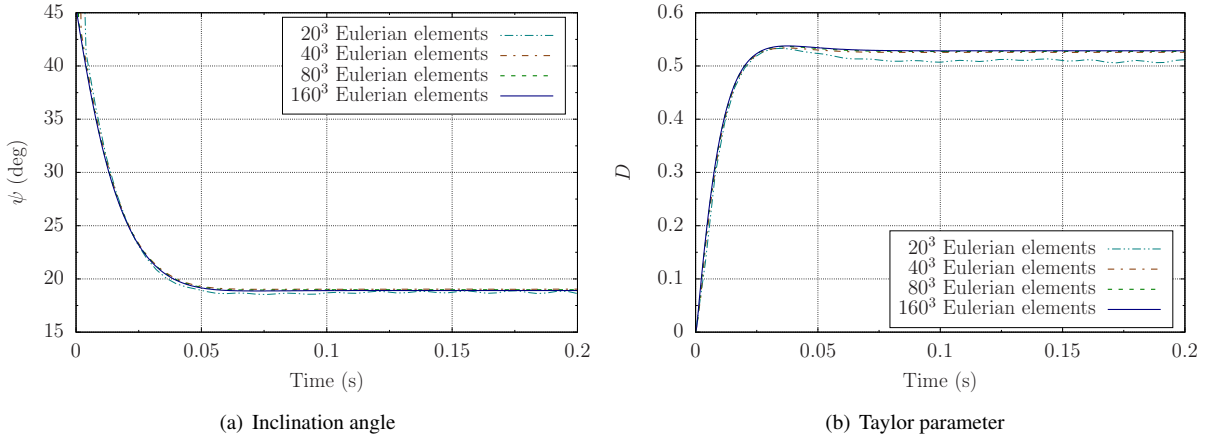 45
40
35
30
25
20
15
ψ (deg)
20³ Eulerian elements
40³ Eulerian elements
80³ Eulerian elements
160³ Eulerian elements
0 0.05 0.1 0.15 0.2
Time (s)
(a) Inclination angle
0.6
0.5
0.4
0.3
0.2
0.1
0
D
20³ Eulerian elements
40³ Eulerian elements
80³ Eulerian elements
160³ Eulerian elements
0 0.05 0.1 0.15 0.2
Time (s)
(b) Taylor parameter